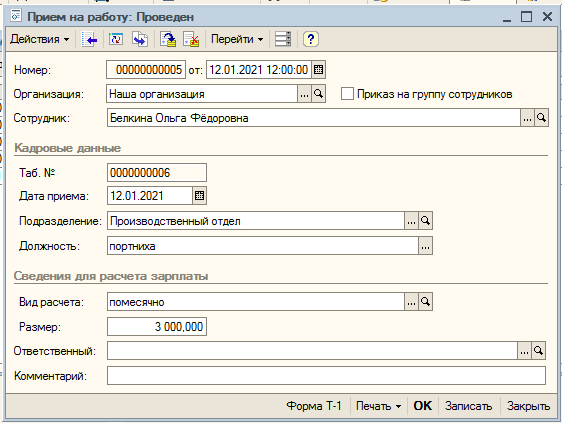 Прием на работу: Проведен
Действия Перейти ?
Номер: 00000000005 от: 12.01.2021 12:00:00
Организация: Наша организация ... Приказ на группу сотрудников
Сотрудник: Белкина Ольга Фёдоровна ...
Кадровые данные
Таб. № 0000000006
Дата приема: 12.01.2021
Подразделение: Производственный отдел ...
Должность: портниха ...
Сведения для расчета зарплаты
Вид расчета: помесячно ...
Размер: 3 000,000
Ответственный: ...
Комментарий:
Форма Т-1 Печать OK Записать Закрыть